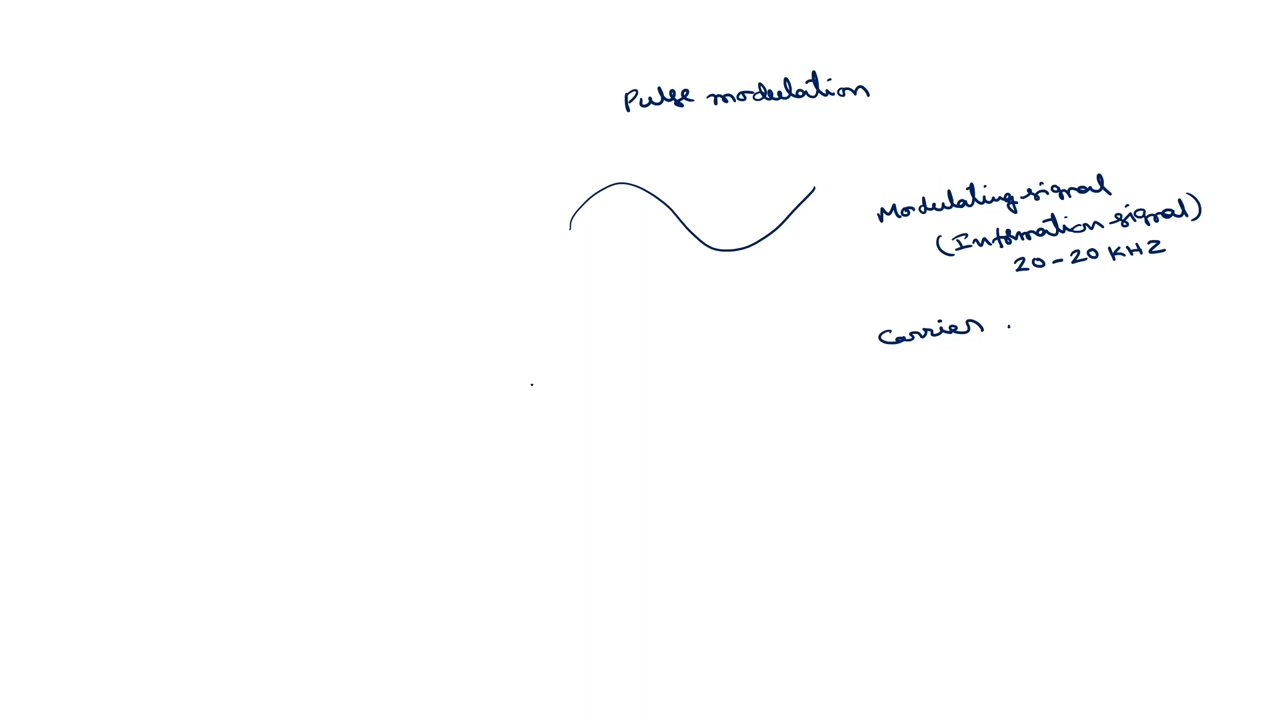 Pulse modulation
Modulating signal
(Information signal)
20-20 KHZ
Carrier .